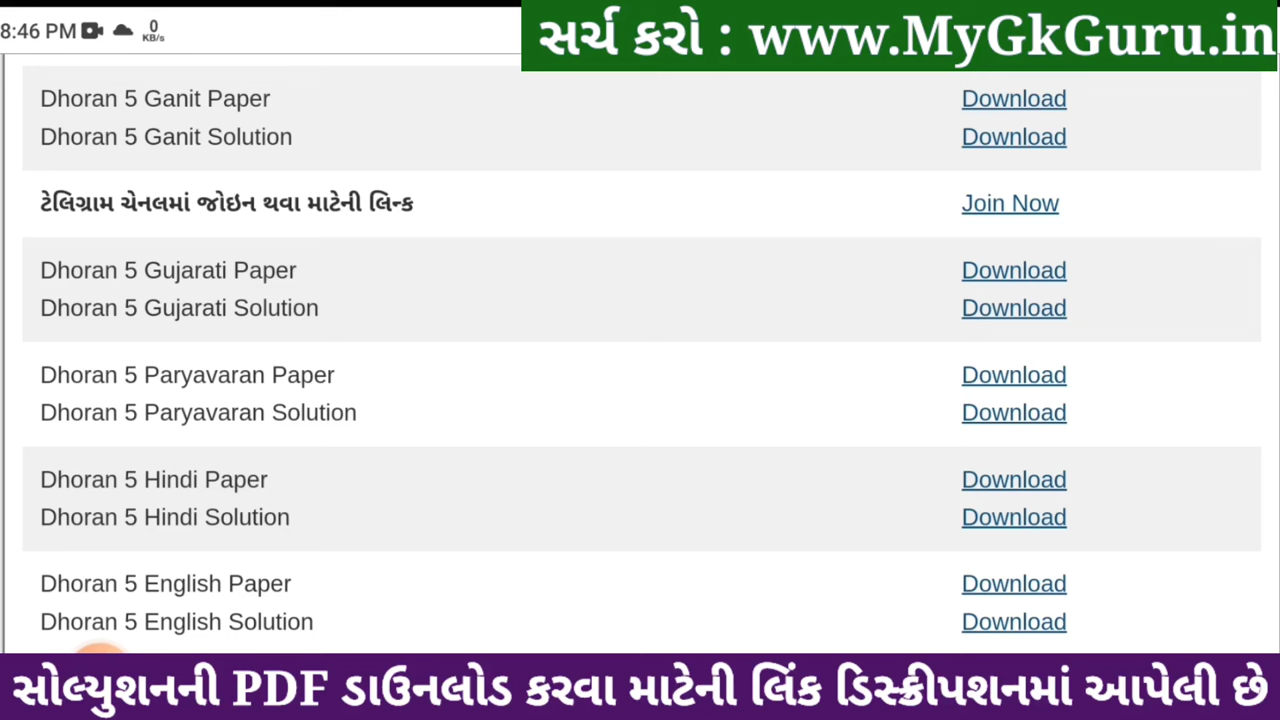 સર્ચ કરો : www.MyGkGuru.in
8:46 PM 0 KB/s
Dhoran 5 Ganit Paper Download
Dhoran 5 Ganit Solution Download
ટેલિગ્રામ ચેનલમાં જોઇન થવા માટેની લિન્ક Join Now
Dhoran 5 Gujarati Paper Download
Dhoran 5 Gujarati Solution Download
Dhoran 5 Paryavaran Paper Download
Dhoran 5 Paryavaran Solution Download
Dhoran 5 Hindi Paper Download
Dhoran 5 Hindi Solution Download
Dhoran 5 English Paper Download
Dhoran 5 English Solution Download
સોલ્યુશનની PDF ડાઉનલોડ કરવા માટેની લિંક ડિસ્ક્રીપશનમાં આપેલી છે